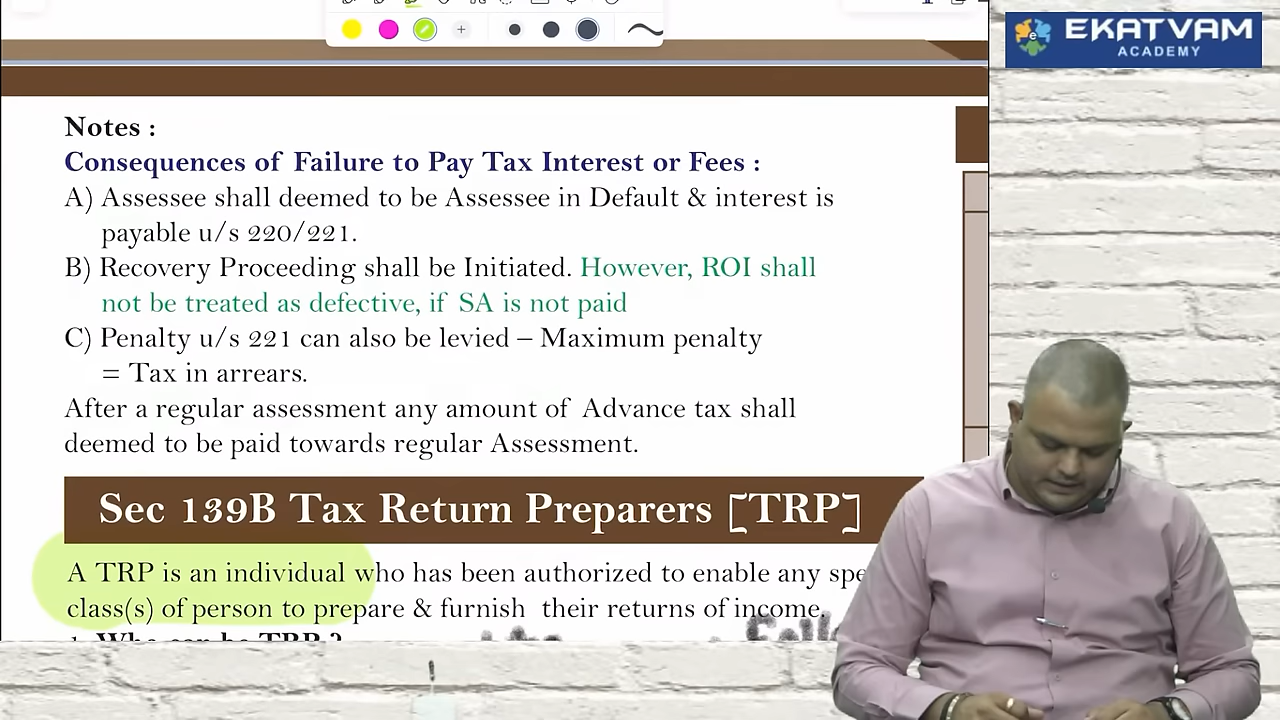 EKATVAM
ACADEMY
Notes :
Consequences of Failure to Pay Tax Interest or Fees :
A) Assessee shall deemed to be Assessee in Default & interest is
payable u/s 220/221.
B) Recovery Proceeding shall be Initiated. However, ROI shall
not be treated as defective, if SA is not paid
C) Penalty u/s 221 can also be levied – Maximum penalty
= Tax in arrears.
After a regular assessment any amount of Advance tax shall
deemed to be paid towards regular Assessment.
Sec 139B Tax Return Preparers [TRP]
A TRP is an individual who has been authorized to enable any spe
class(s) of person to prepare & furnish their returns of income.
1. Who can be TRP ?